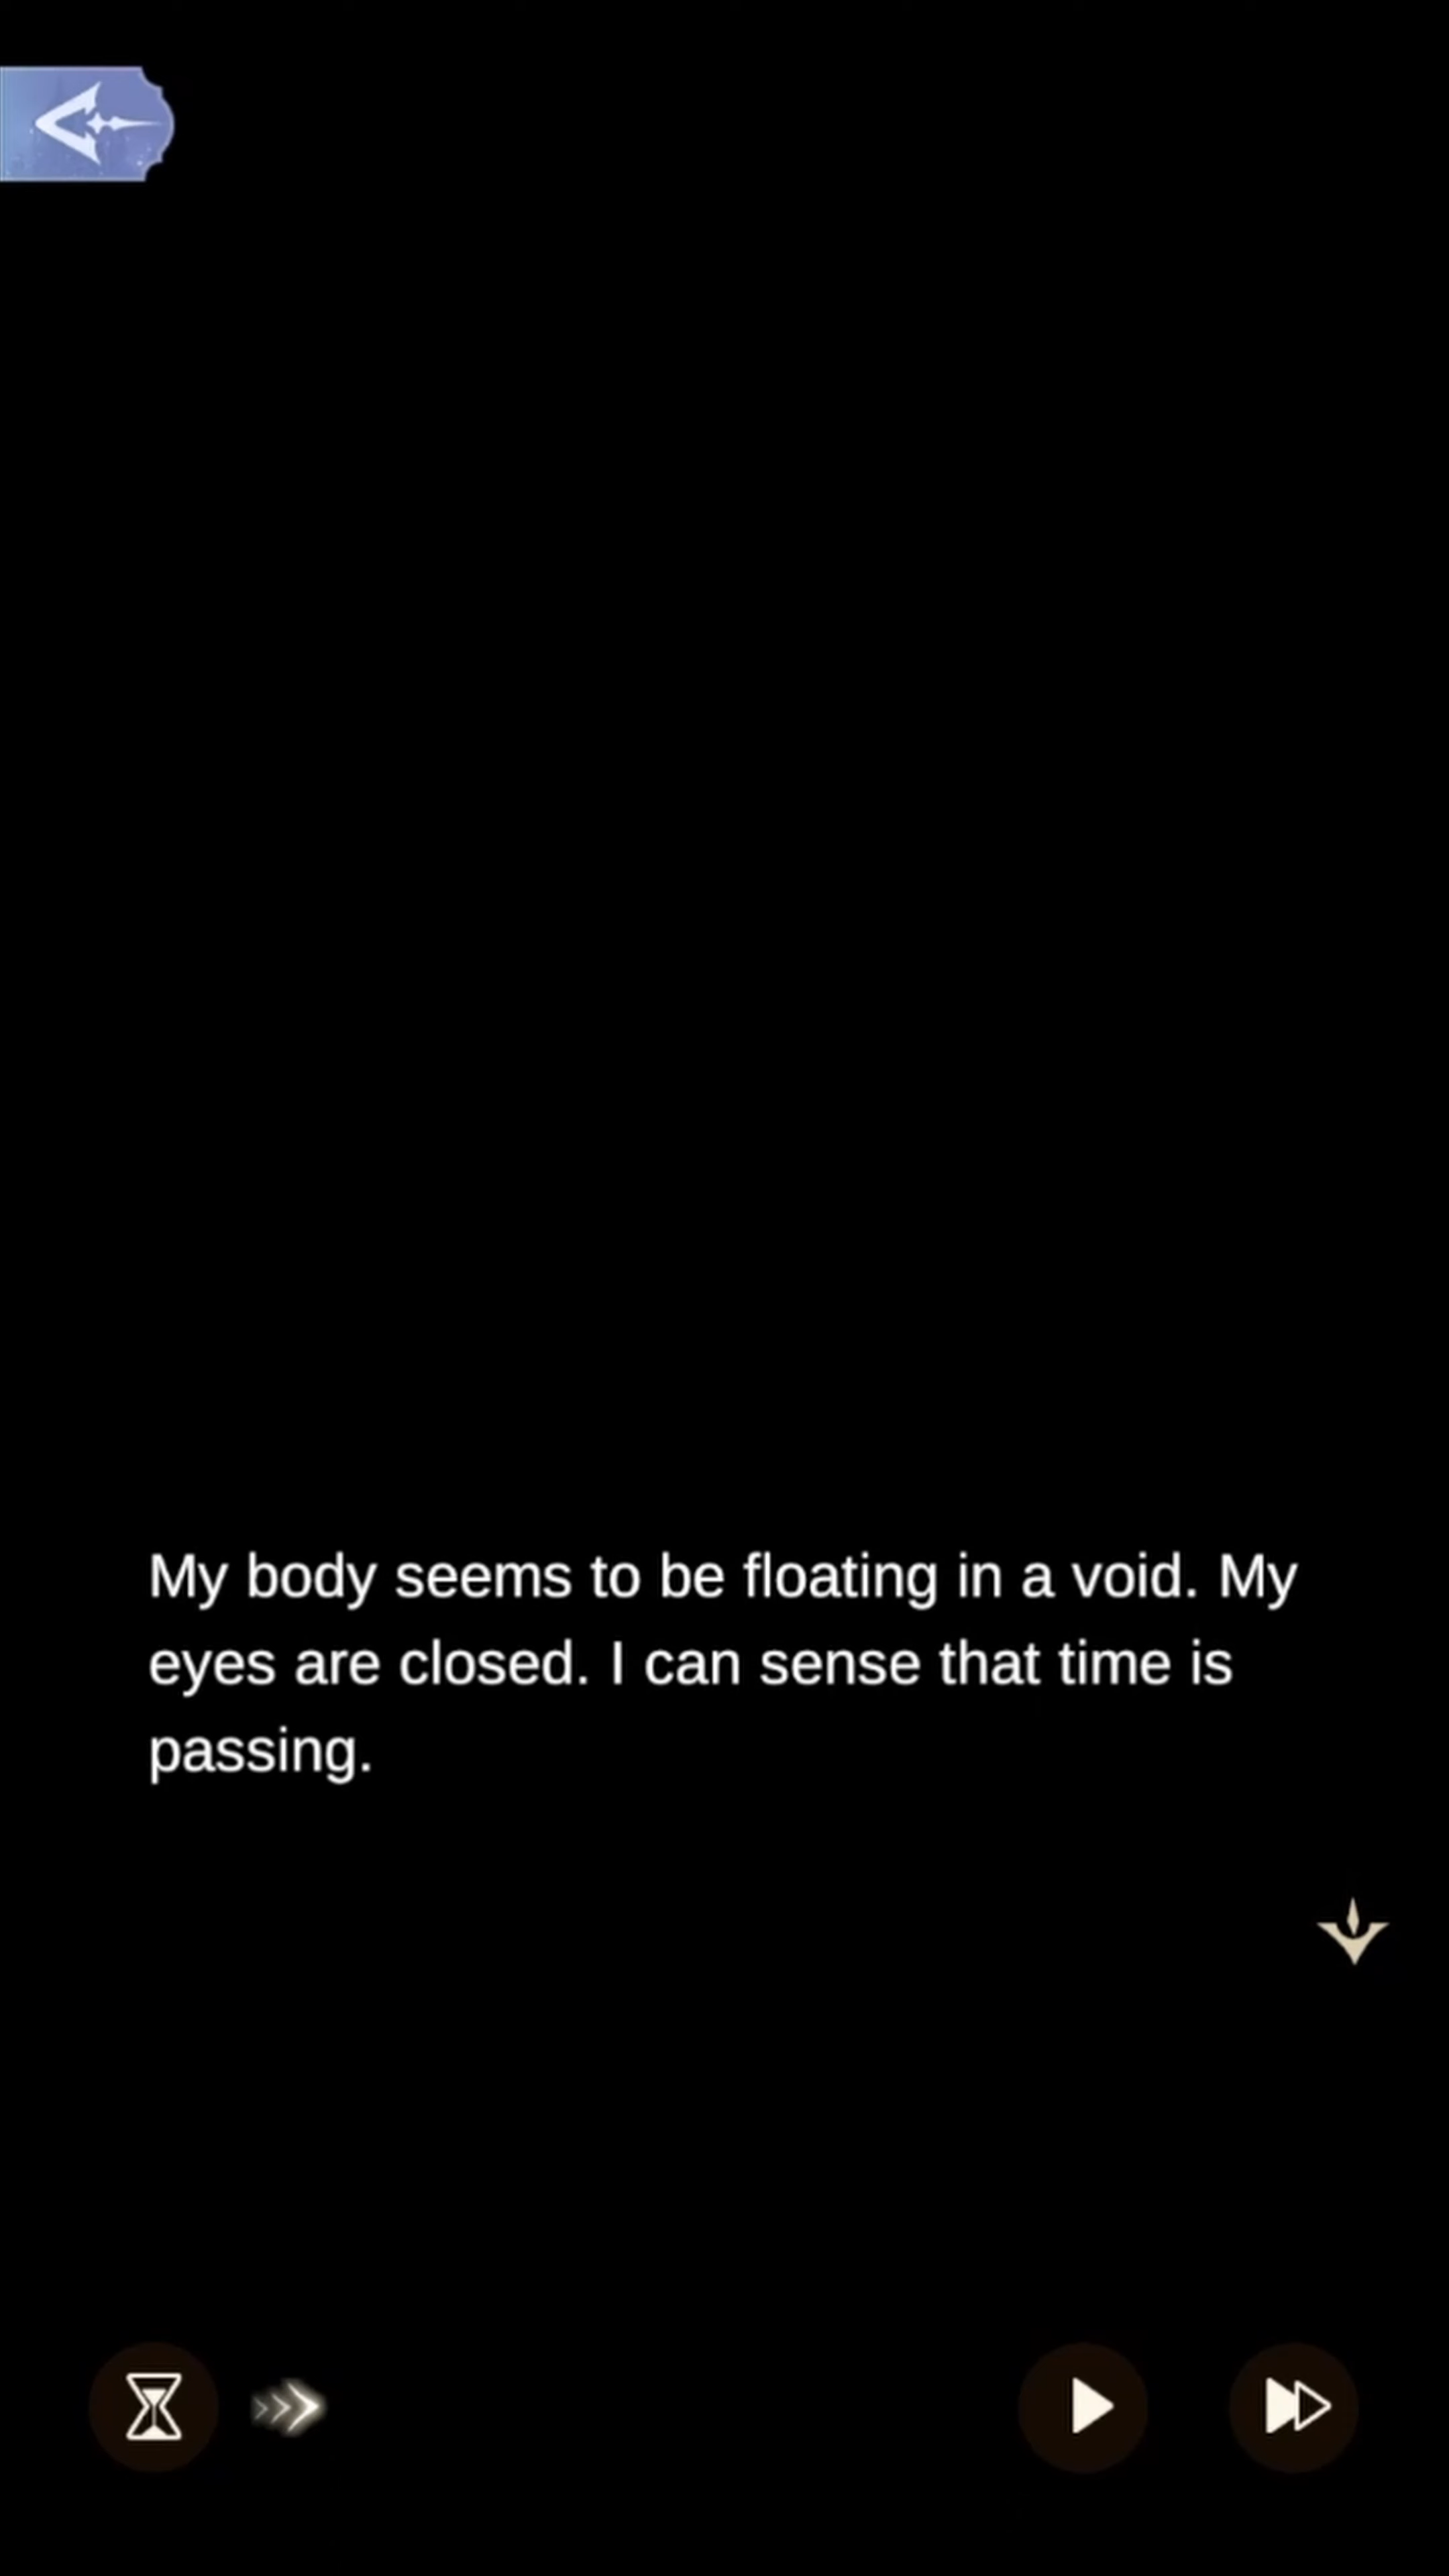 My body seems to be floating in a void. My
eyes are closed. I can sense that time is
passing.